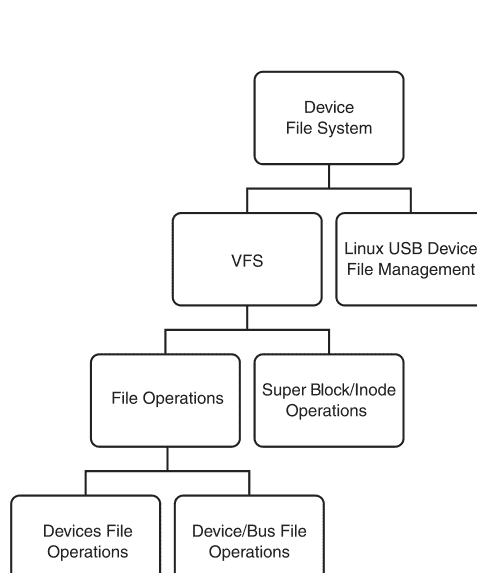 Device
File System
VFS
Linux USB Device
File Management
File Operations
Super Block/Inode
Operations
Devices File
Operations
Device/Bus File
Operations